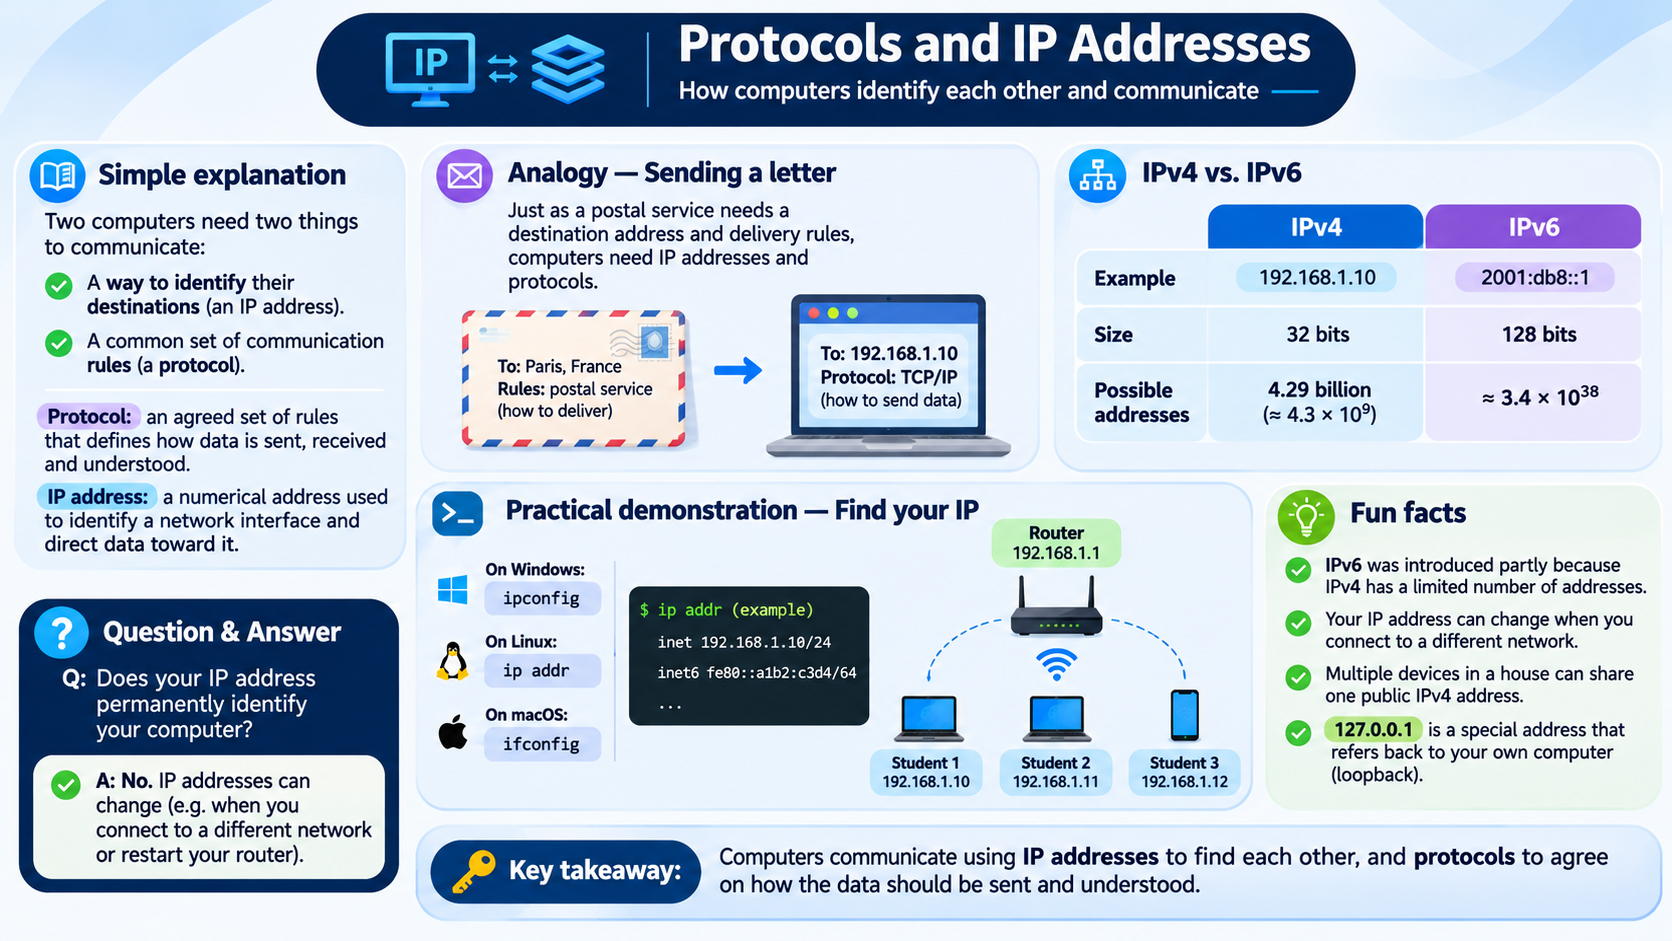 IP
Protocols and IP Addresses
How computers identify each other and communicate
Simple explanation
Two computers need two things
to communicate:
A way to identify their
destinations (an IP address).
A common set of communication
rules (a protocol).
Protocol: an agreed set of rules
that defines how data is sent, received
and understood.
IP address: a numerical address used
to identify a network interface and
direct data toward it.
Analogy — Sending a letter
Just as a postal service needs a
destination address and delivery rules,
computers need IP addresses and
protocols.
To: Paris, France
Rules: postal service
(how to deliver)
To: 192.168.1.10
Protocol: TCP/IP
(how to send data)
IPv4 vs. IPv6
IPv4 IPv6
Example 192.168.1.10 2001:db8::1
Size 32 bits 128 bits
Possible
addresses
4.29 billion
(≈ 4.3 × 10⁹)
≈ 3.4 × 10³⁸
Question & Answer
Q: Does your IP address
permanently identify
your computer?
A: No. IP addresses can
change (e.g. when you
connect to a different network
or restart your router).
>_
Practical demonstration — Find your IP
On Windows:
ipconfig
On Linux:
ip addr
On macOS:
ifconfig
$ ip addr (example)
inet 192.168.1.10/24
inet6 fe80::a1b2:c3d4/64
...
Router
192.168.1.1
Student 1
192.168.1.10
Student 2
192.168.1.11
Student 3
192.168.1.12
Fun facts
IPv6 was introduced partly because
IPv4 has a limited number of addresses.
Your IP address can change when you
connect to a different network.
Multiple devices in a house can share
one public IPv4 address.
127.0.0.1 is a special address that
refers back to your own computer
(loopback).
Key takeaway:
Computers communicate using IP addresses to find each other, and protocols to agree
on how the data should be sent and understood.